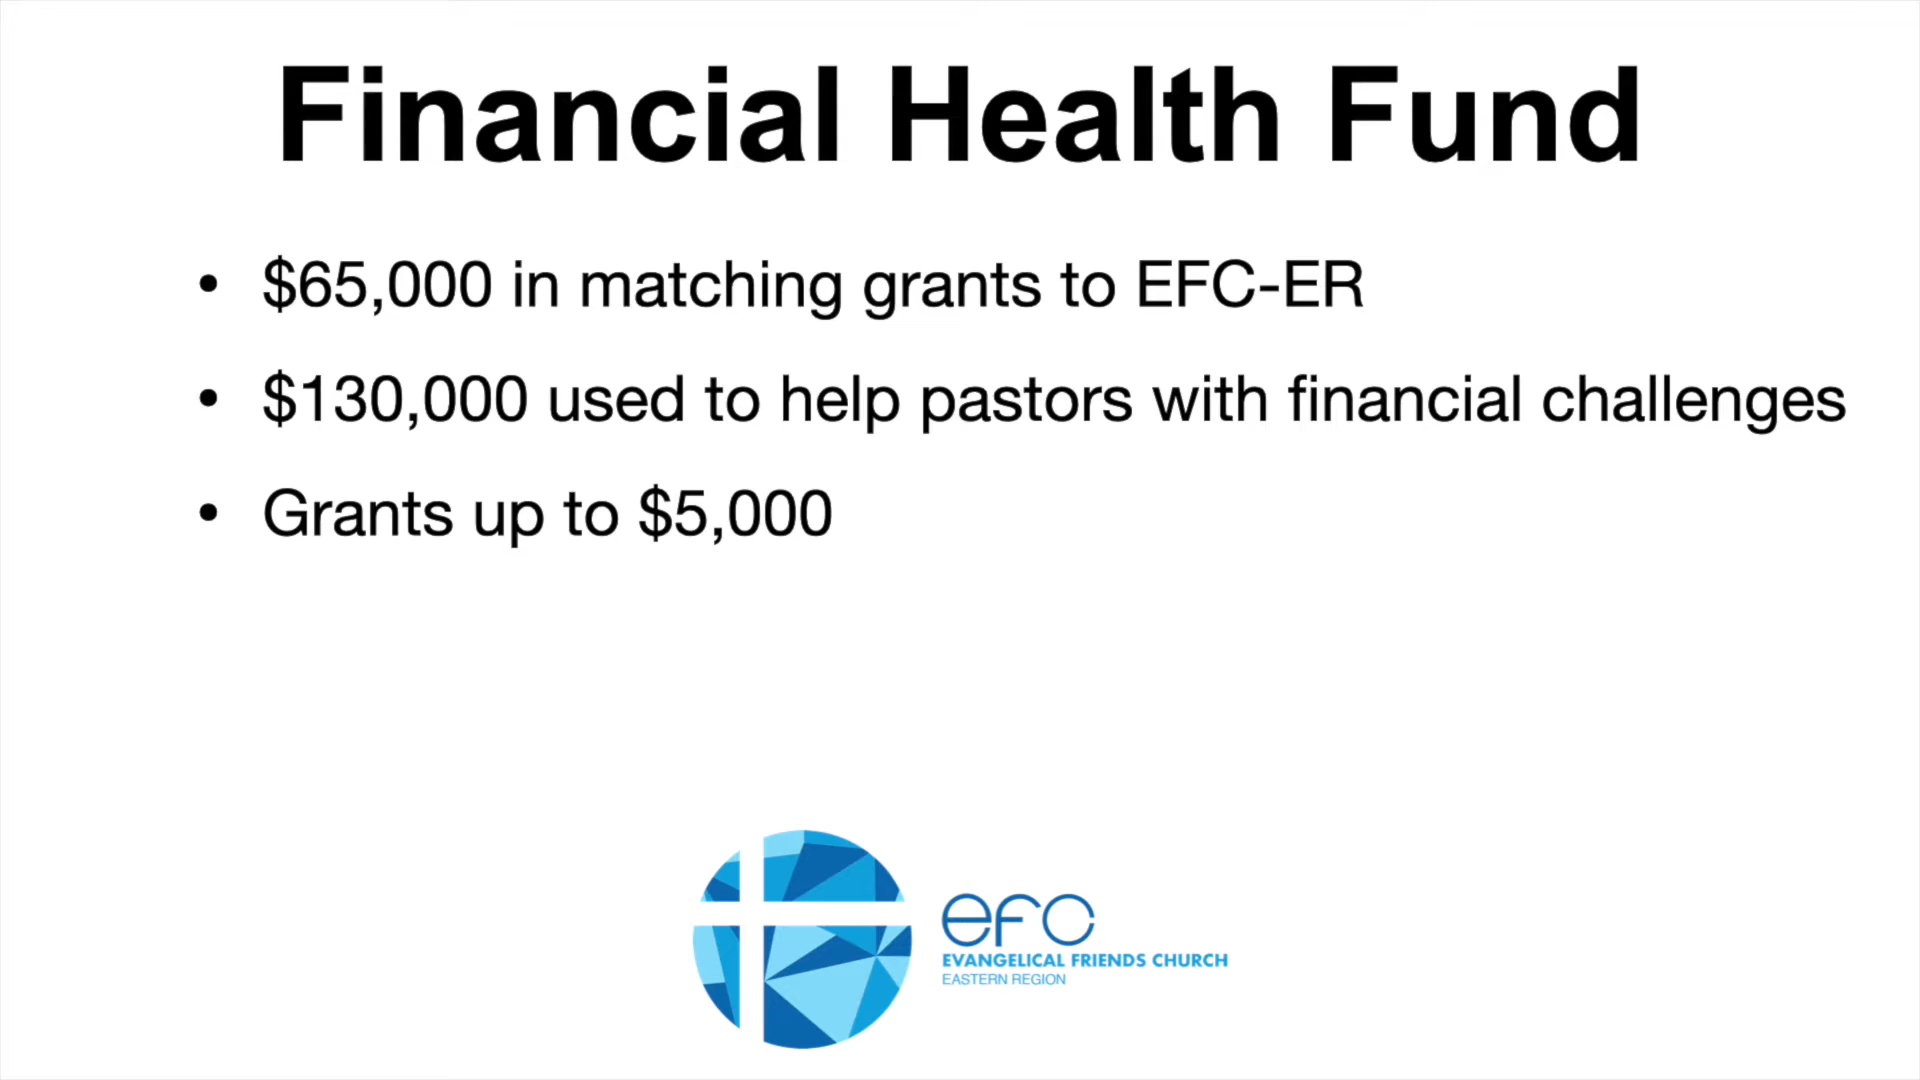 Financial Health Fund
• $65,000 in matching grants to EFC-ER
• $130,000 used to help pastors with financial challenges
• Grants up to $5,000
efc
EVANGELICAL FRIENDS CHURCH
EASTERN REGION